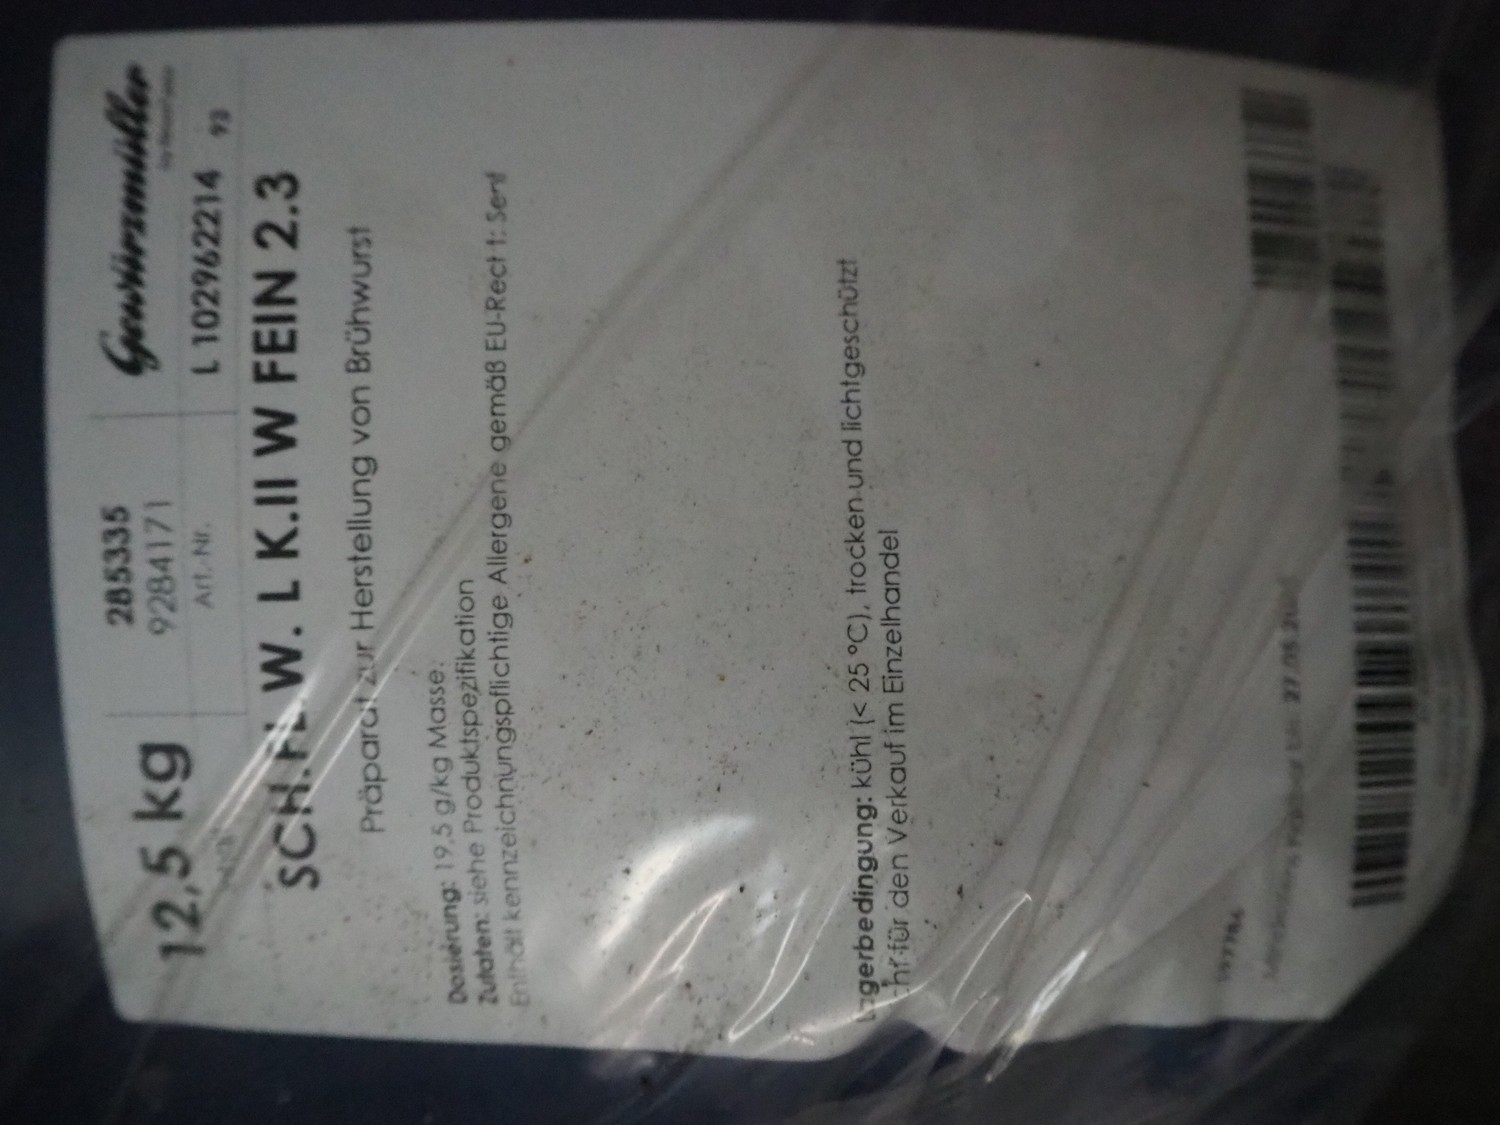 12,5 kg
285335
9284171
Art.-Nr.
Gewürzmüller
L 102962214 93
SCH.FL. W. L K.II W FEIN 2.3
Präparat zur Herstellung von Brühwurst
Dosierung: 19,5 g/kg Masse.
Zutaten: siehe Produktspezifikation
Enthält kennzeichnungspflichtige Allergene gemäß EU-Recht: Senf
Lagerbedingung: kühl (< 25 °C), trocken und lichtgeschützt
für den Verkauf im Einzelhandel